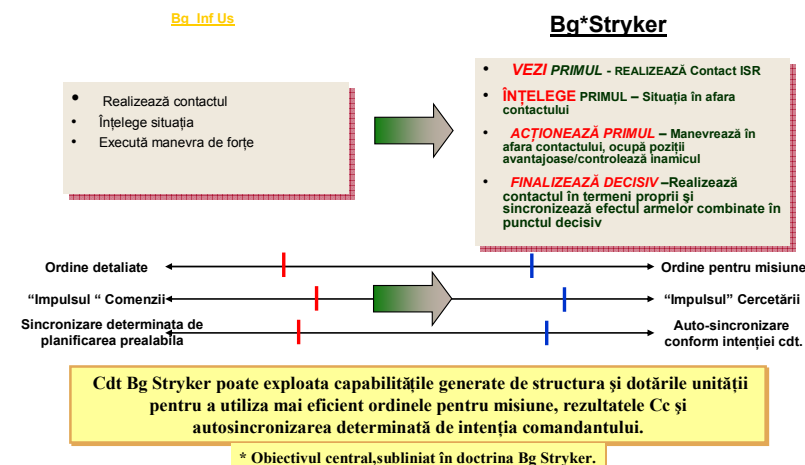 Bg Inf Us
Bg*Stryker
• Realizează contactul
• Înțelege situația
• Execută manevra de forțe
• VEZI PRIMUL - REALIZEAZĂ Contact ISR
• ÎNȚELEGE PRIMUL – Situația în afara
contactului
• ACȚIONEAZĂ PRIMUL – Manevrează în
afara contactului, ocupă poziții
avantajoase/controlează inamicul
• FINALIZEAZĂ DECISIV –Realizează
contactul în termeni proprii şi
sincronizează efectul armelor combinate în
punctul decisiv
Ordine detaliate
Ordine pentru misiune
“Impulsul “ Comenzii
“Impulsul” Cercetării
Sincronizare determinata de
planificarea prealabila
Auto-sincronizare
conform intenției cdt.
Cdt Bg Stryker poate exploata capabilitățile generate de structura şi dotările unității
pentru a utiliza mai eficient ordinele pentru misiune, rezultatele Cc şi
autosincronizarea determinată de intenția comandantului.
* Obiectivul central,subliniat în doctrina Bg Stryker.